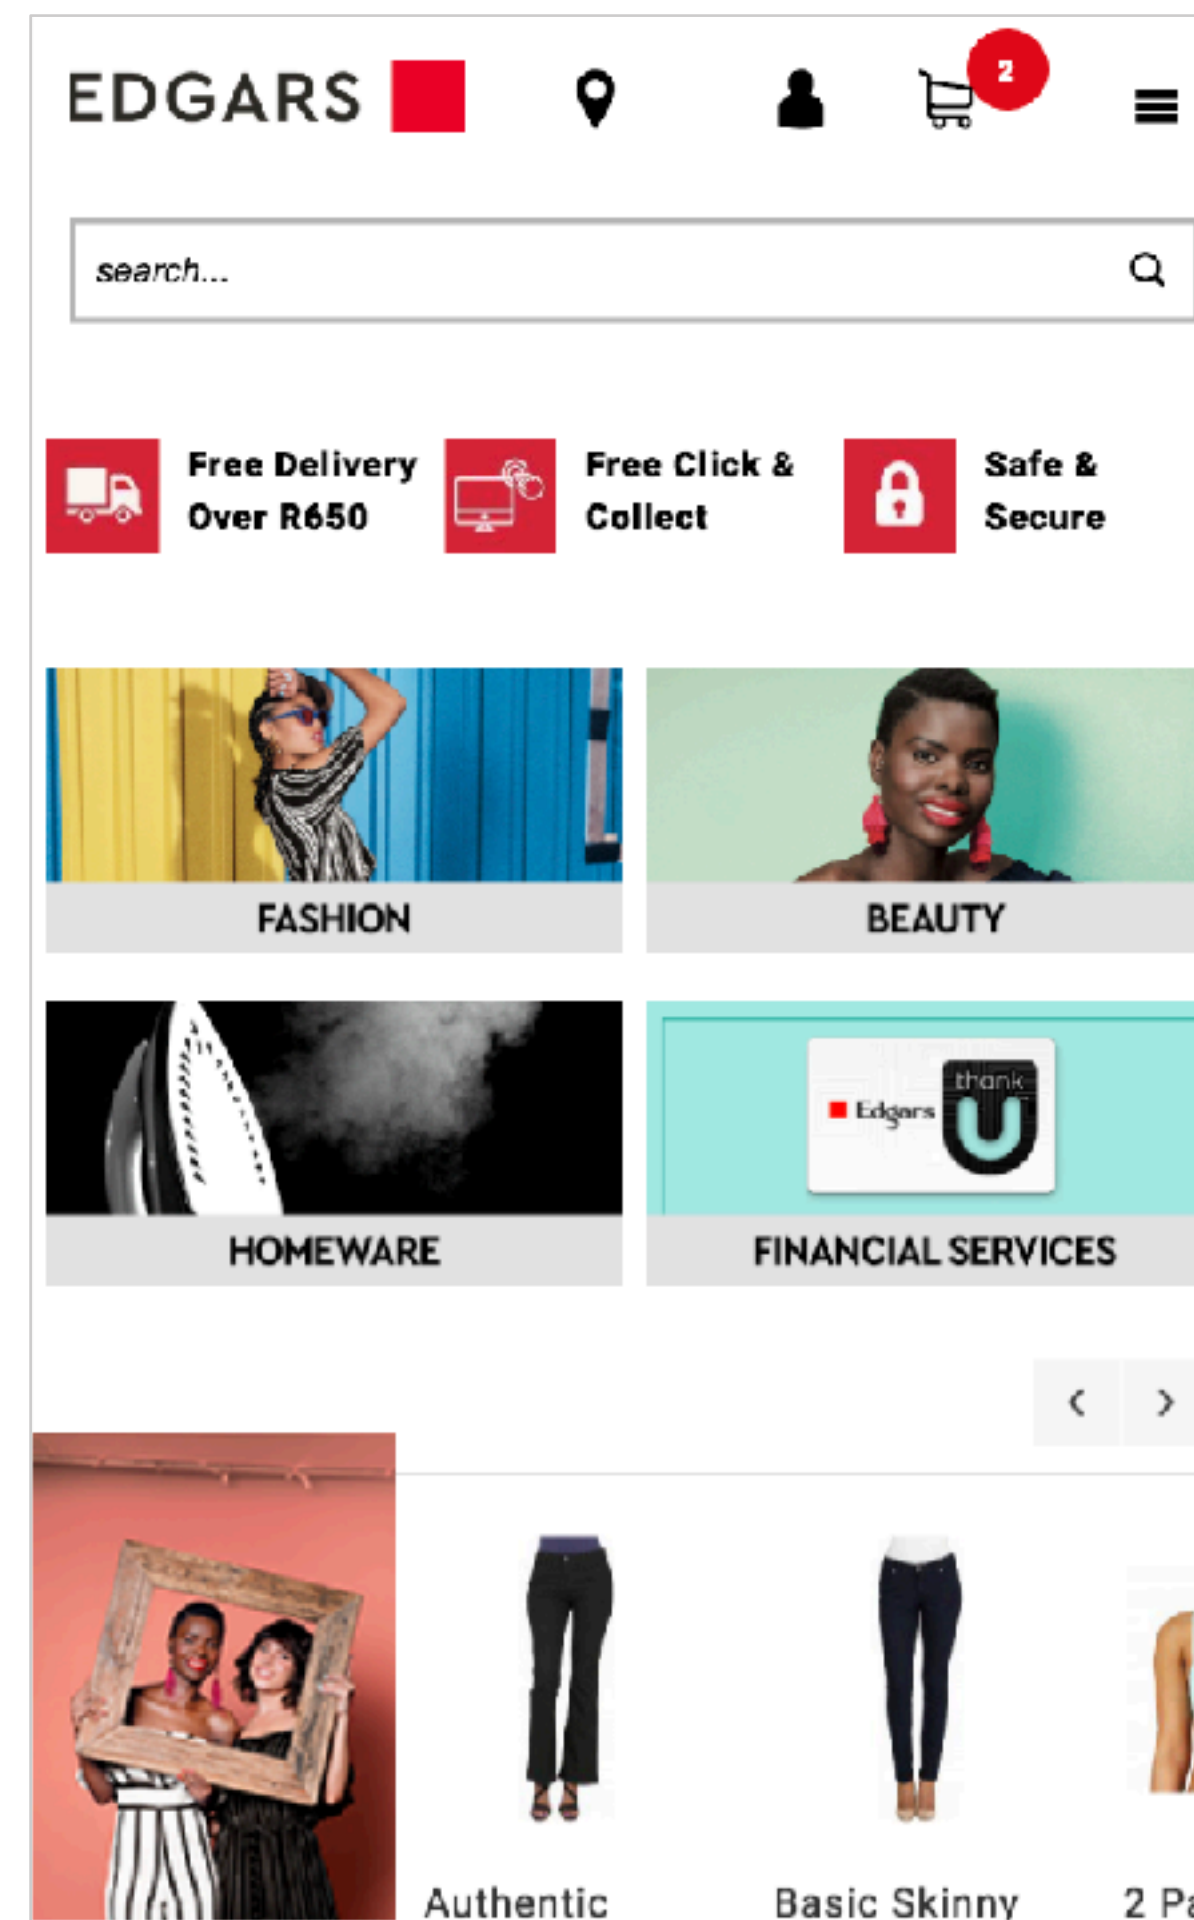 EDGARS
2
search...
Free Delivery
Over R650
Free Click &
Collect
Safe &
Secure
FASHION
BEAUTY
Edgars
thank
U
HOMEWARE
FINANCIAL SERVICES
Authentic
Basic Skinny
2 Pa